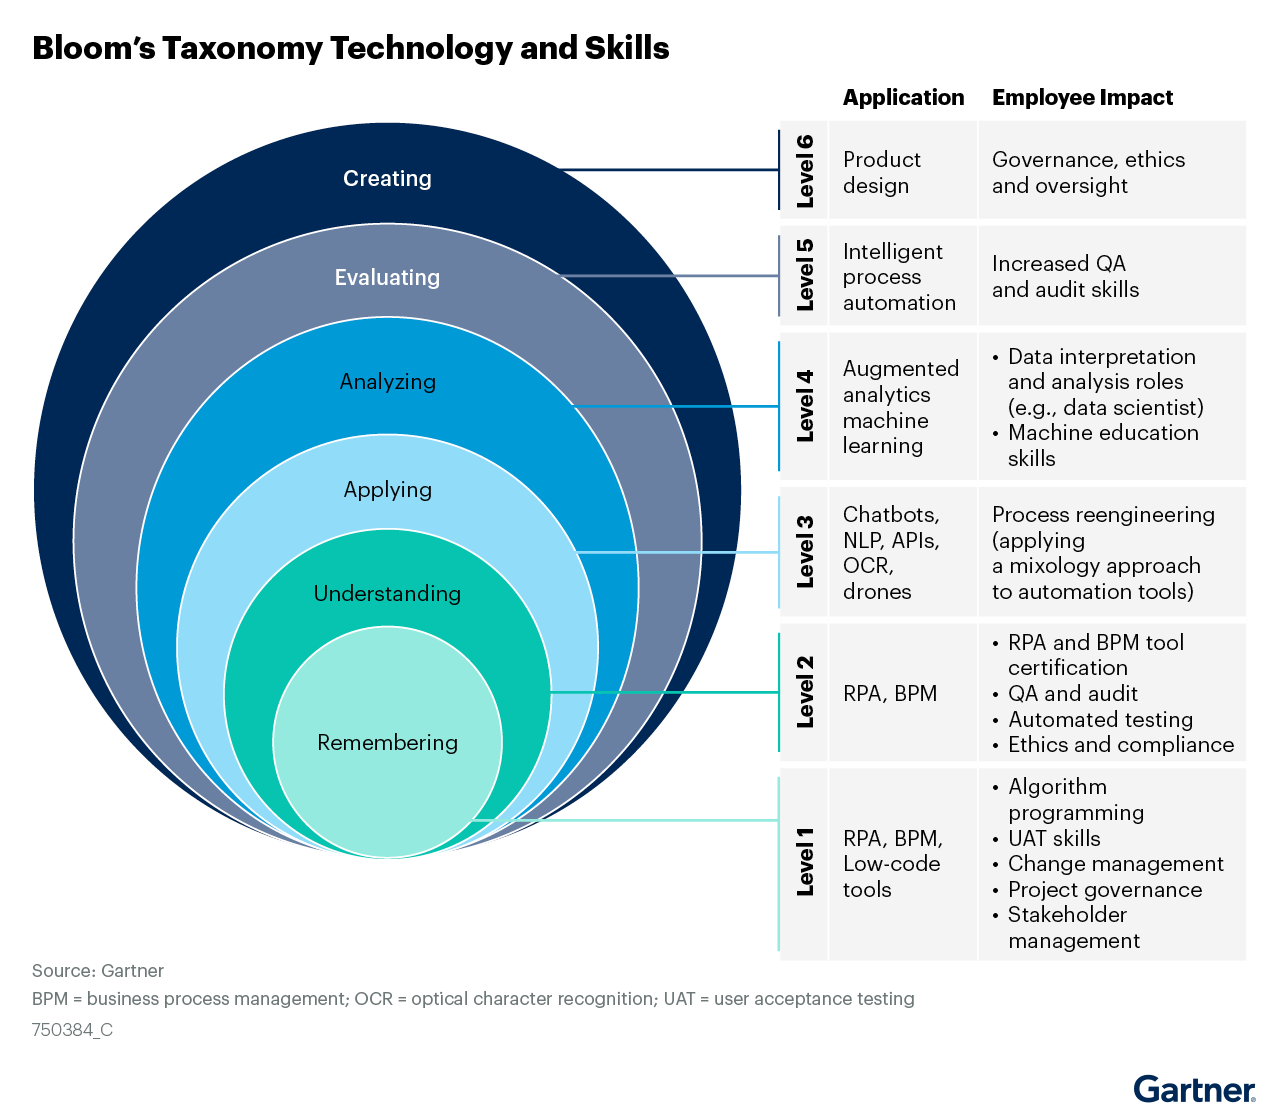 Bloom's Taxonomy Technology and Skills
Application
Employee Impact
Creating
Level 6
Product
design
Governance, ethics
and oversight
Evaluating
Level 5
Intelligent
process
automation
Increased QA
and audit skills
Analyzing
Level 4
Augmented
analytics
machine
learning
• Data interpretation
and analysis roles
(e.g., data scientist)
• Machine education
skills
Applying
Level 3
Chatbots,
NLP, APIs,
OCR,
drones
Process reengineering
(applying
a mixology approach
to automation tools)
Understanding
Level 2
RPA, BPM
• RPA and BPM tool
certification
• QA and audit
• Automated testing
• Ethics and compliance
Remembering
Level 1
RPA, BPM,
Low-code
tools
• Algorithm
programming
• UAT skills
• Change management
• Project governance
• Stakeholder
management
Source: Gartner
BPM = business process management; OCR = optical character recognition; UAT = user acceptance testing
750384_C
Gartner